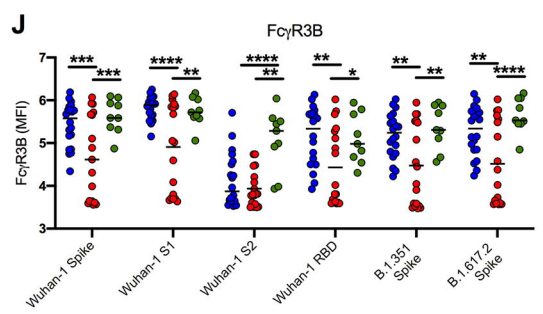 J
FcγR3B
FcγR3B (MFI)
7
6
5
4
3
*** ***
**** **
**** **
** *
** **
** ****
Wuhan-1 Spike
Wuhan-1 S1
Wuhan-1 S2
Wuhan-1 RBD
B.1.351
Spike
B.1.617.2
Spike